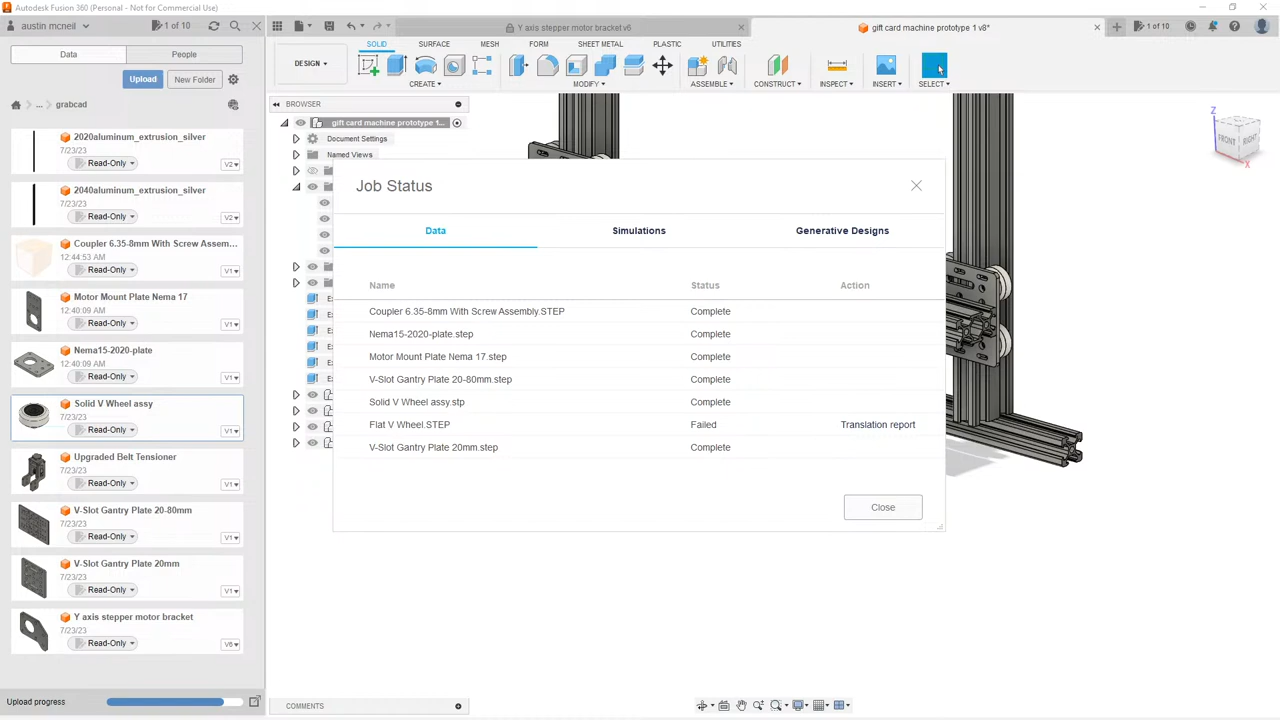 Autodesk Fusion 360 (Personal - Not for Commercial Use)
austin mcneil
1 of 10
Y axis stepper motor bracket v6
gift card machine prototype 1 v8*
1 of 10
Data
People
Upload
New Folder
...
grabcad
DESIGN
SOLID
SURFACE
MESH
FORM
SHEET METAL
PLASTIC
UTILITIES
CREATE
MODIFY
ASSEMBLE
CONSTRUCT
INSPECT
INSERT
SELECT
BROWSER
gift card machine prototype 1...
Document Settings
Named Views
2020aluminum_extrusion_silver
7/23/23
Read-Only
V2
2040aluminum_extrusion_silver
7/23/23
Read-Only
V2
Coupler 6.35-8mm With Screw Assem...
12:44:53 AM
Read-Only
V1
Motor Mount Plate Nema 17
12:40:09 AM
Read-Only
V1
Nema15-2020-plate
12:40:09 AM
Read-Only
V1
Solid V Wheel assy
7/23/23
Read-Only
V1
Upgraded Belt Tensioner
7/23/23
Read-Only
V1
V-Slot Gantry Plate 20-80mm
7/23/23
Read-Only
V1
V-Slot Gantry Plate 20mm
7/23/23
Read-Only
V1
Y axis stepper motor bracket
7/23/23
Read-Only
V6
Upload progress
Job Status
Data
Simulations
Generative Designs
Name
Status
Action
Coupler 6.35-8mm With Screw Assembly.STEP
Complete
Nema15-2020-plate.step
Complete
Motor Mount Plate Nema 17.step
Complete
V-Slot Gantry Plate 20-80mm.step
Complete
Solid V Wheel assy.stp
Complete
Flat V Wheel.STEP
Failed
Translation report
V-Slot Gantry Plate 20mm.step
Complete
Close
Z
FRONT
RIGHT
X
COMMENTS